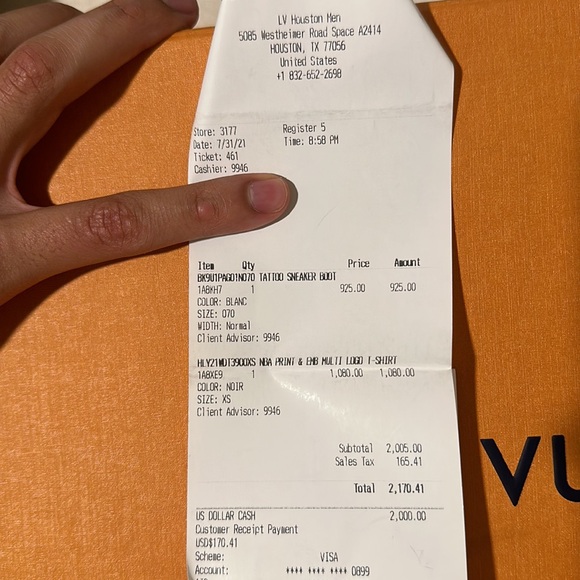 LV Houston Men
5085 Westheimer Road Space A2414
HOUSTON, TX 77056
United States
+1 832-652-2698
Store: 3177 Register 5
Date: 7/31/21 Time: 8:58 PM
Ticket: 461
Cashier: 9946
Item Qty Price Amount
BK9U1PAGO1N070 TATTOO SNEAKER BOOT
1A8KH7 1 925.00 925.00
COLOR: BLANC
SIZE: 070
WIDTH: Normal
Client Advisor: 9946
NBA PRINT & EMB MULTI LOGO T-SHIRT
1A8XE9 1 1,080.00 1,080.00
COLOR: NOIR
SIZE: XS
Client Advisor: 9946
Subtotal 2,005.00
Sales Tax 165.41
Total 2,170.41
US DOLLAR CASH 2,000.00
Customer Receipt Payment
USD$170.41
Scheme: VISA
Account: **** **** **** 0899
VU